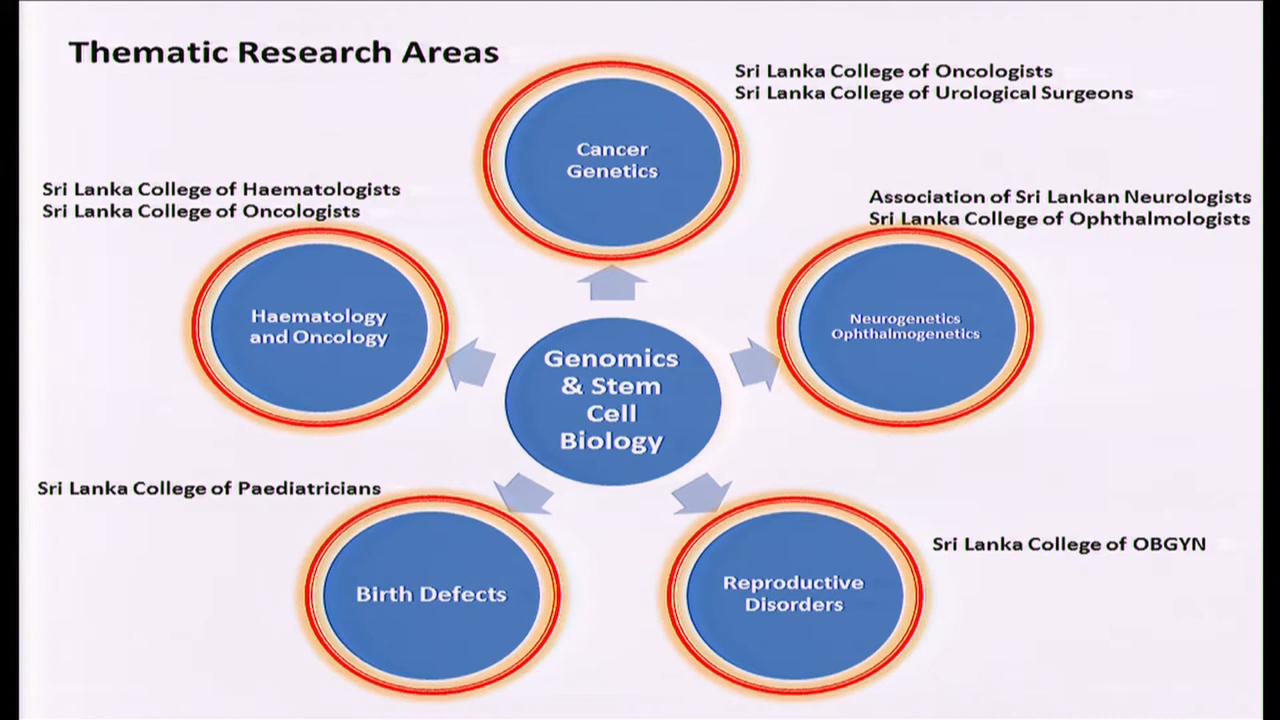 Thematic Research Areas
Sri Lanka College of Oncologists
Sri Lanka College of Urological Surgeons
Cancer
Genetics
Sri Lanka College of Haematologists
Sri Lanka College of Oncologists
Association of Sri Lankan Neurologists
Sri Lanka College of Ophthalmologists
Haematology
and Oncology
Neurogenetics
Ophthalmogenetics
Genomics
& Stem
Cell
Biology
Sri Lanka College of Paediatricians
Birth Defects
Reproductive
Disorders
Sri Lanka College of OBGYN